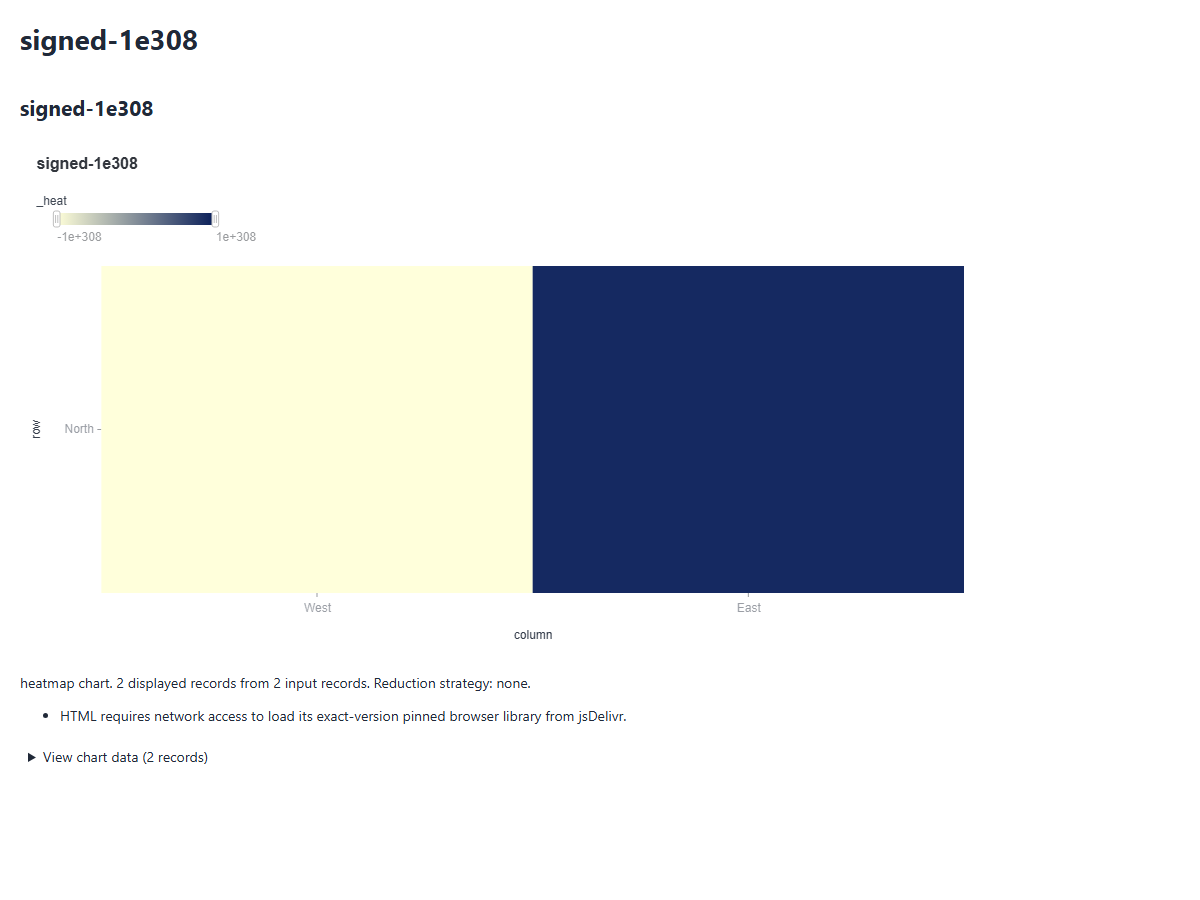 signed-1e308
signed-1e308
signed-1e308
_heat
-1e+308 1e+308
row
North
West East
column
heatmap chart. 2 displayed records from 2 input records. Reduction strategy: none.
• HTML requires network access to load its exact-version pinned browser library from jsDelivr.
▶ View chart data (2 records)